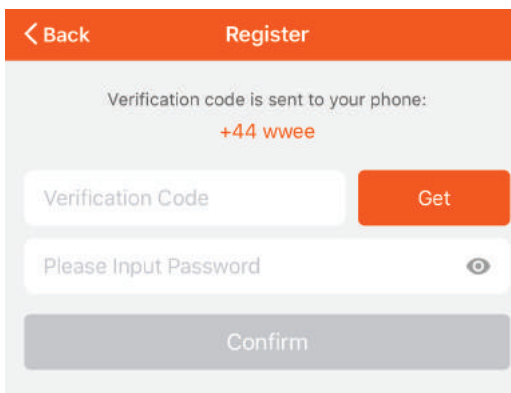 Back
Register
Verification code is sent to your phone:
+44 wwee
Verification Code
Get
Please Input Password
Confirm